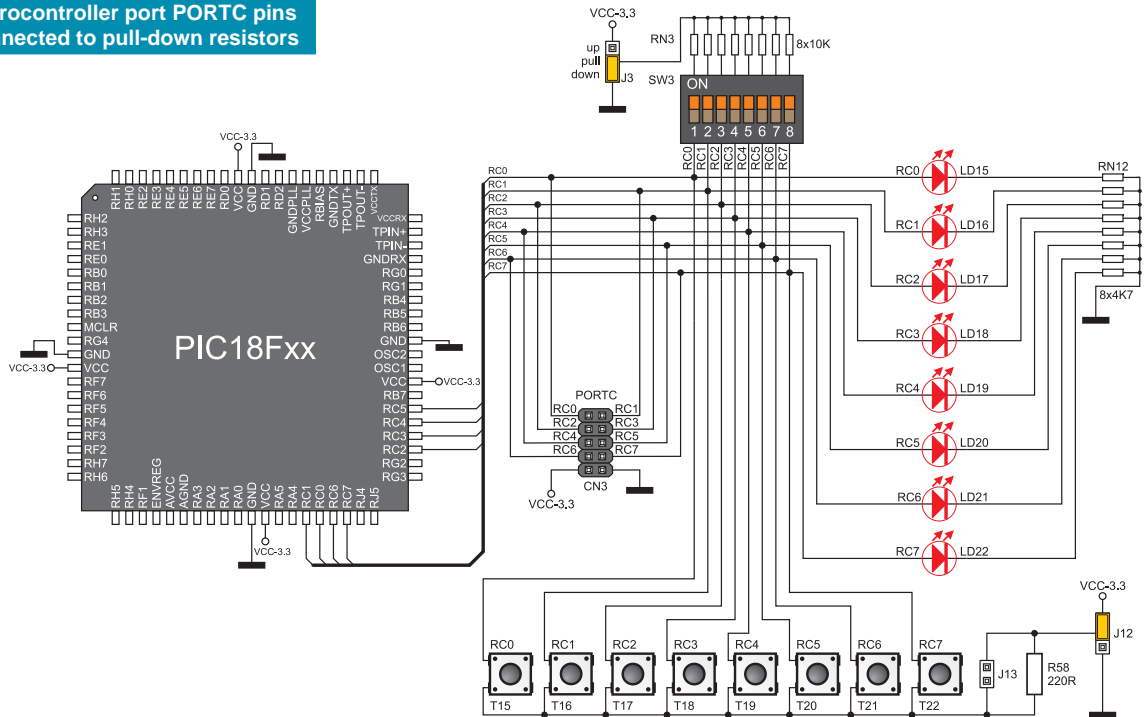 rocontroller port PORTC pins
nnected to pull-down resistors
VCC-3.3
up
pull
down
J3
RN3
8x10K
SW3
ON
1 2 3 4 5 6 7 8
RC0
RC1
RC2
RC3
RC4
RC5
RC6
RC7
VCC-3.3
RH1
RH0
RE2
RE3
RE4
RE5
RE6
RE7
RD0
VCC
GND
RD1
RD2
GNDPLL
VCCPLL
RBIAS
GNDTX
TPOUT+
TPOUT-
VCCTX
RH2
RH3
RE1
RE0
RB0
RB1
RB2
RB3
MCLR
RG4
GND
VCC
RF7
RF6
RF5
RF4
RF3
RF2
RH7
RH6
VCC-3.3
PIC18Fxx
VCCRX
TPIN+
TPIN-
GNDRX
RG0
RG1
RB4
RB5
RB6
GND
OSC2
OSC1
VCC
RB7
RC5
RC4
RC3
RC2
RG2
RG3
VCC-3.3
RH5
RH4
RF1
ENVREG
AVCC
AGND
RA3
RA2
RA1
RA0
GND
VCC
RA5
RA4
RC1
RC0
RC6
RC7
RJ4
RJ5
VCC-3.3
RC0
RC1
RC2
RC3
RC4
RC5
RC6
RC7
PORTC
RC0 RC1
RC2 RC3
RC4 RC5
RC6 RC7
CN3
VCC-3.3
RC0 LD15
RC1 LD16
RC2 LD17
RC3 LD18
RC4 LD19
RC5 LD20
RC6 LD21
RC7 LD22
RN12
8x4K7
RC0 RC1 RC2 RC3 RC4 RC5 RC6 RC7
T15 T16 T17 T18 T19 T20 T21 T22
J13
R58
220R
VCC-3.3
J12